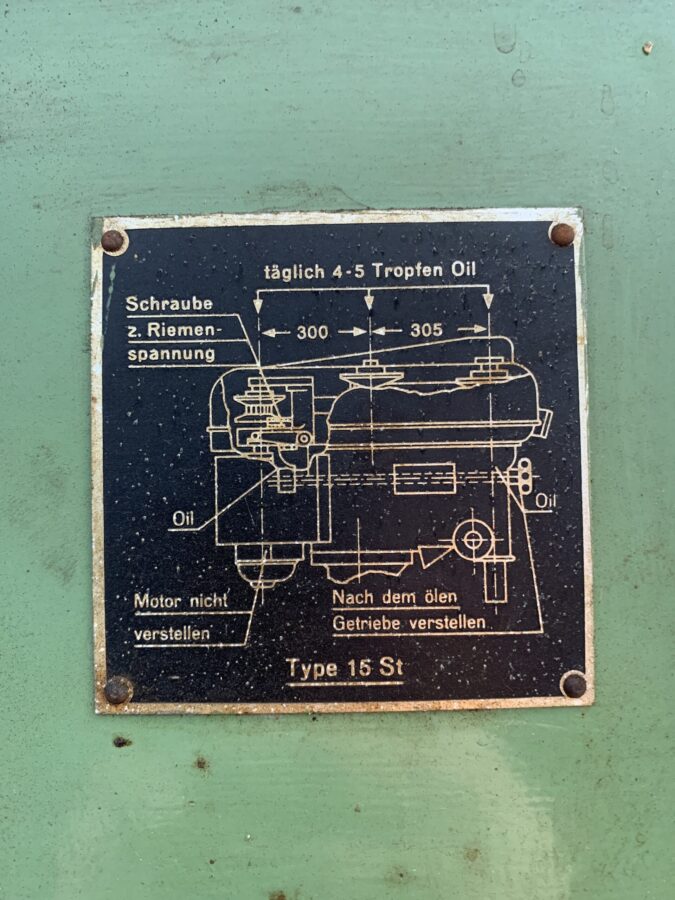 täglich 4-5 Tropfen Oil
Schraube
z. Riemen-
spannung
300
305
Oil
Oil
Motor nicht
verstellen
Nach dem ölen
Getriebe verstellen
Type 15 St